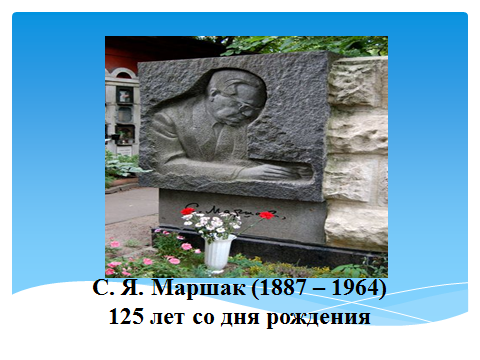 С. Я. Маршак (1887 – 1964)
125 лет со дня рождения